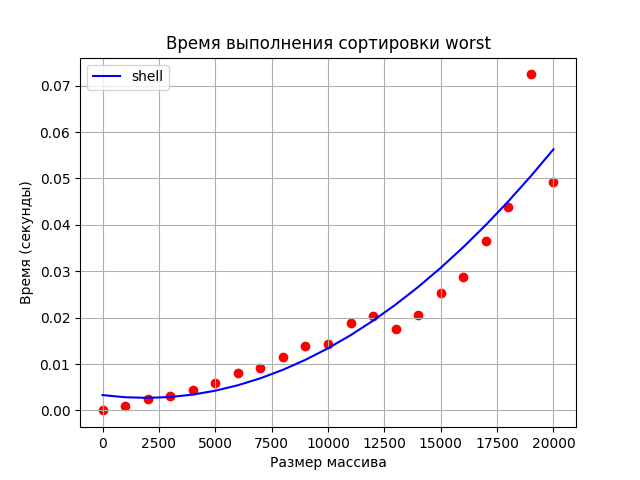 Время выполнения сортировки worst
shell
0.07
0.06
0.05
0.04
0.03
0.02
0.01
0.00
Время (секунды)
0 2500 5000 7500 10000 12500 15000 17500 20000
Размер массива